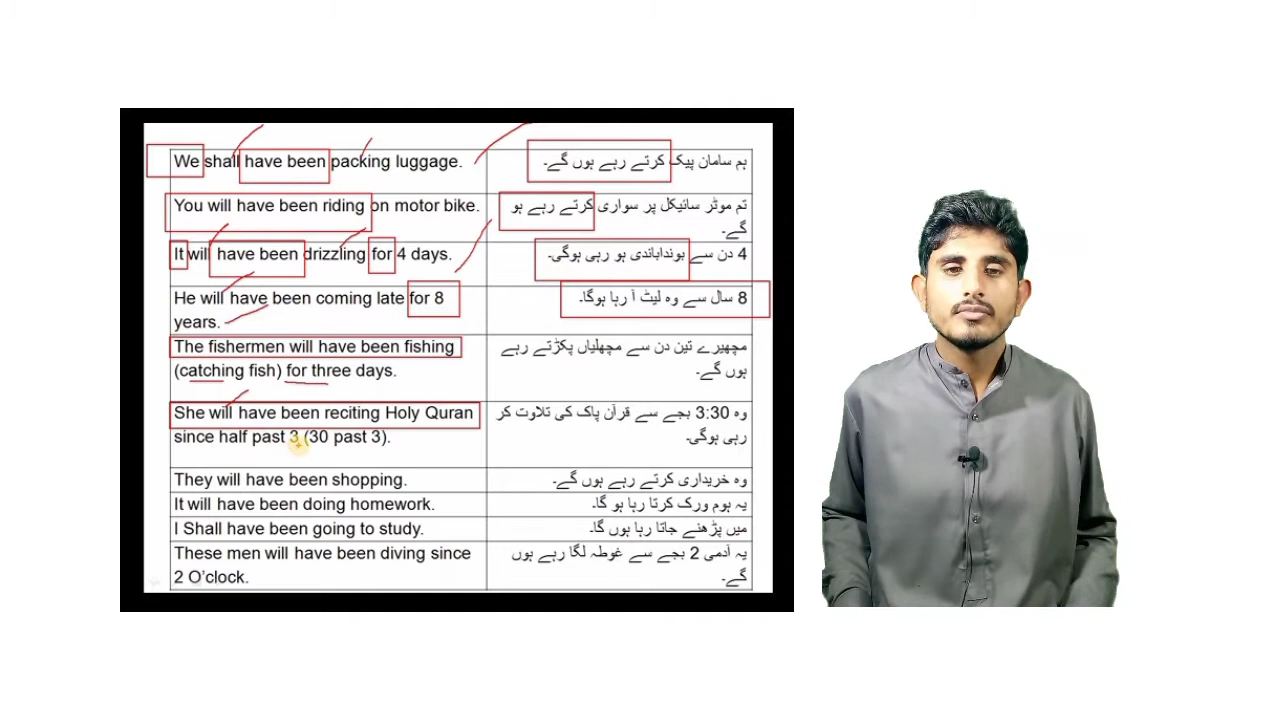 We shall have been packing luggage.
ہم سامان پیک کرتے رہے ہوں گے۔
You will have been riding on motor bike.
تم موٹر سائیکل پر سواری کرتے رہے ہو
گے۔
It will have been drizzling for 4 days.
4 دن سے بونداباندی ہو رہی ہوگی۔
He will have been coming late for 8
years.
8 سال سے وہ لیٹ آ رہا ہوگا۔
The fishermen will have been fishing
(catching fish) for three days.
مچھیرے تین دن سے مچھلیاں پکڑتے رہے
ہوں گے۔
She will have been reciting Holy Quran
since half past 3 (30 past 3).
وہ 3:30 بجے سے قرآن پاک کی تلاوت کر
رہی ہوگی۔
They will have been shopping.
وہ خریداری کرتے رہے ہوں گے۔
It will have been doing homework.
یہ ہوم ورک کرتا رہا ہو گا۔
I Shall have been going to study.
میں پڑھنے جاتا رہا ہوں گا۔
These men will have been diving since
2 O'clock.
یہ آدمی 2 بجے سے غوطہ لگا رہے ہوں
گے۔